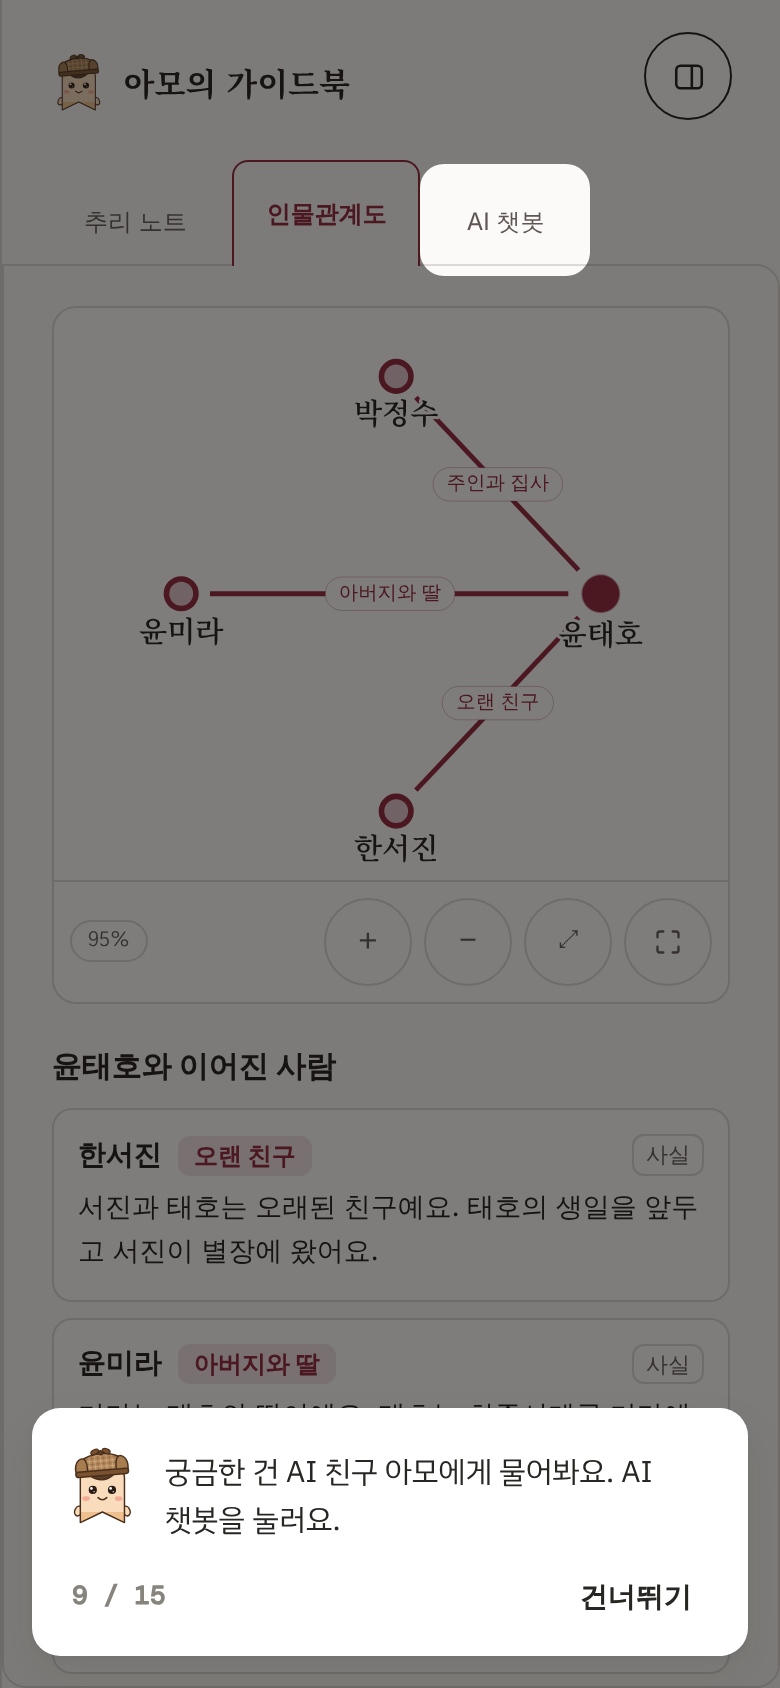 아모의 가이드북
추리 노트
인물관계도
AI 챗봇
박정수
주인과 집사
아버지와 딸
윤미라
윤태호
오랜 친구
한서진
95%
윤태호와 이어진 사람
한서진 오랜 친구 사실
서진과 태호는 오래된 친구예요. 태호의 생일을 앞두
고 서진이 별장에 왔어요.
윤미라 아버지와 딸 사실
궁금한 건 AI 친구 아모에게 물어봐요. AI
챗봇을 눌러요.
9 / 15
건너뛰기